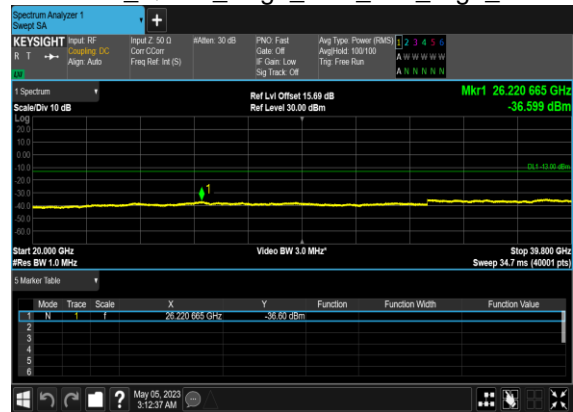 Spectrum Analyzer 1
Swept SA
KEYSIGHT Input: RF Input Z: 50 Ω #Atten: 30 dB PNO: Fast Avg Type: Power (RMS) 1 2 3 4 5 6
R T Coupling: DC Corr CCorr Gate: Off Avg|Hold: 100/100 A W W W W W
Align: Auto Freq Ref: Int (S) IF Gain: Low Trig: Free Run
LW Sig Track: Off A N N N N N
1 Spectrum Ref Lvl Offset 15.69 dB Mkr1 26.220 665 GHz
Scale/Div 10 dB Ref Level 30.00 dBm -36.599 dBm
Log
20.0
10.0
0.00
-10.0 DL1 -13.00 dBm
-20.0
-30.0 1
-40.0
-50.0
-60.0
Start 20.000 GHz Video BW 3.0 MHz* Stop 39.800 GHz
#Res BW 1.0 MHz Sweep 34.7 ms (40001 pts)
5 Marker Table
Mode Trace Scale X Y Function Function Width Function Value
1 N 1 f 26.220 665 GHz -36.60 dBm
2
3
4
5
6
May 05, 2023
3:12:37 AM